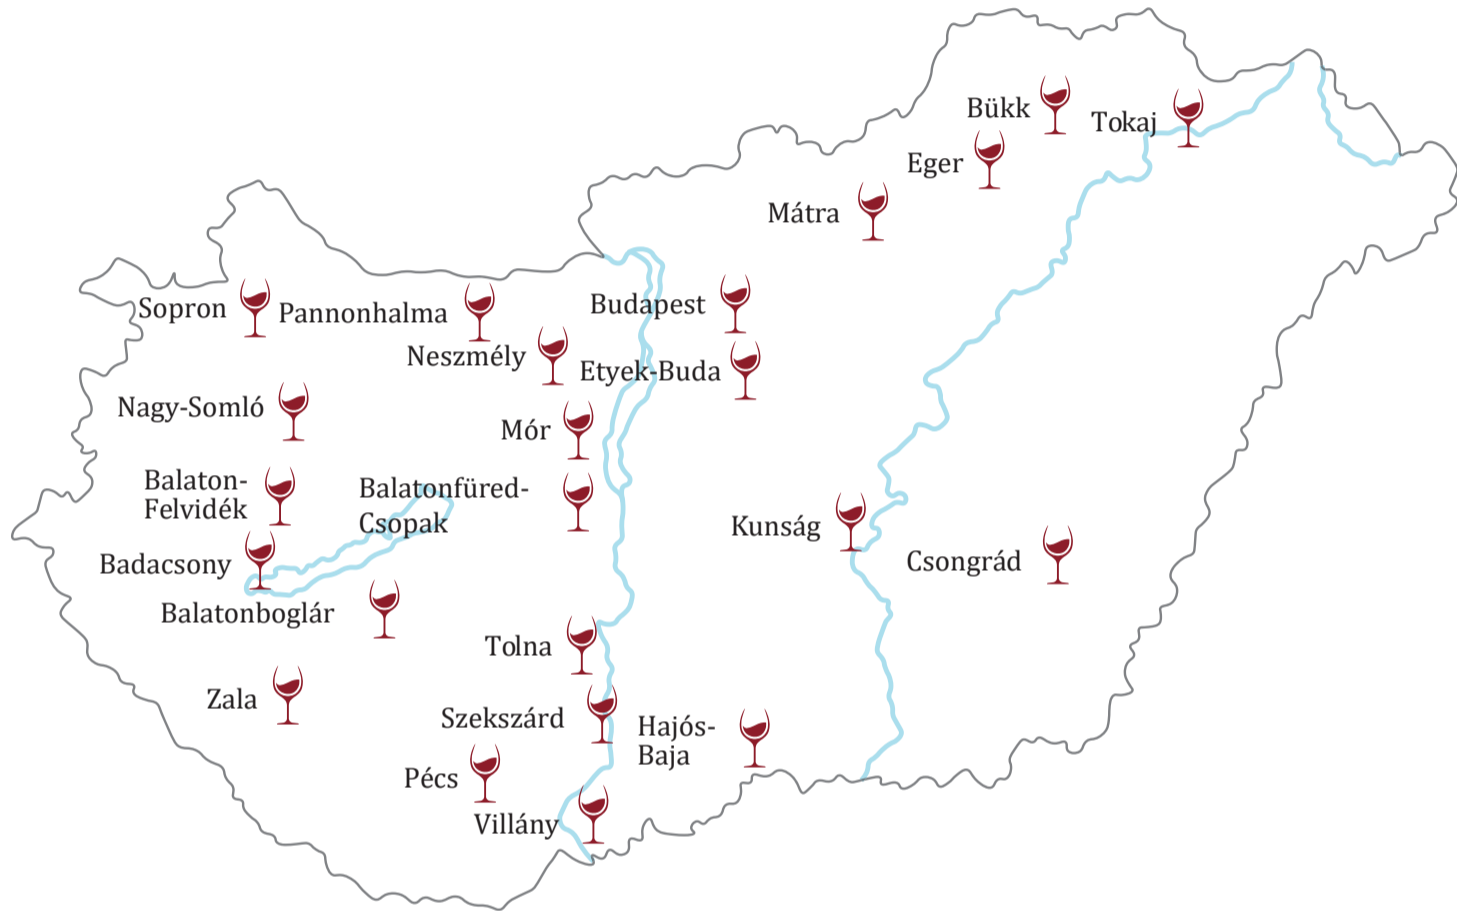 Bükk
Tokaj
Eger
Mátra
Sopron
Pannonhalma
Budapest
Neszmély
Etyek-Buda
Nagy-Somló
Mór
Balaton-
Felvidék
Balatonfüred-
Csopak
Kunság
Badacsony
Csongrád
Balatonboglár
Tolna
Zala
Szekszárd
Hajós-
Baja
Pécs
Villány